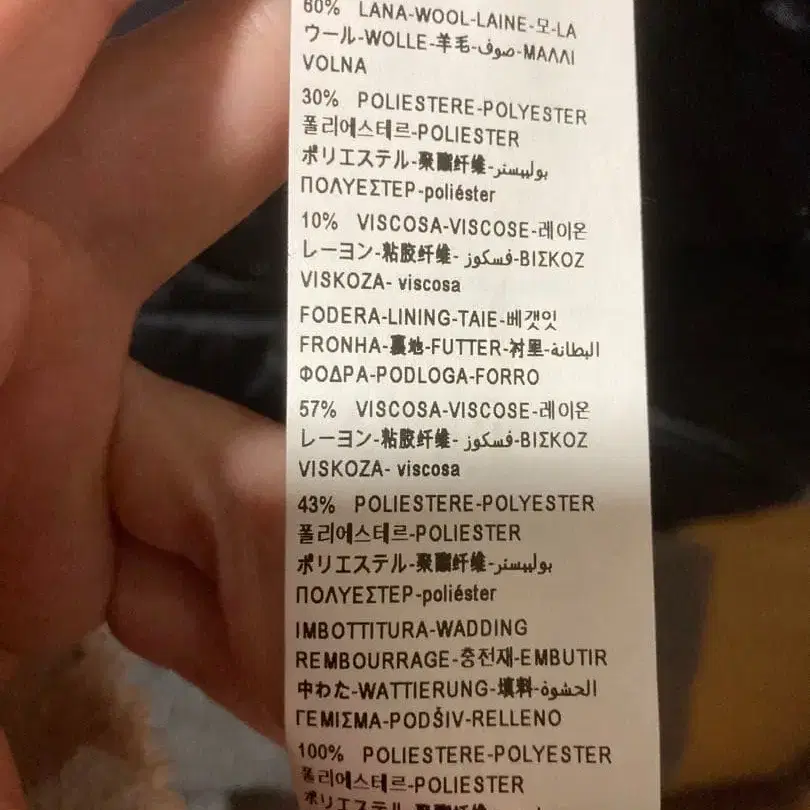 60% LANA-WOOL-LAINE-모-LA
ウール-WOLLE-羊毛-صوف-ΜΑΛΛΙ
VOLNA
30% POLIESTERE-POLYESTER
폴리에스테르-POLIESTER
ポリエステル-聚酯纤维-بوليستر
ΠΟΛΥΕΣΤΕΡ-poliéster
10% VISCOSA-VISCOSE-레이온
レーヨン-粘胶纤维-فسكوز-ΒΙΣΚΟΖ
VISKOZA- viscosa
FODERA-LINING-TAIE-베갯잇
FRONHA-裏地-FUTTER-衬里-البطانة
ΦΟΔΡΑ-PODLOGA-FORRO
57% VISCOSA-VISCOSE-레이온
レーヨン-粘胶纤维-فسكوز-ΒΙΣΚΟΖ
VISKOZA- viscosa
43% POLIESTERE-POLYESTER
폴리에스테르-POLIESTER
ポリエステル-聚酯纤维-بوليستر
ΠΟΛΥΕΣΤΕΡ-poliéster
IMBOTTITURA-WADDING
REMBOURRAGE-충전재-EMBUTIR
中わた-WATTIERUNG-填料-الحشوة
ΓΕΜΙΣΜΑ-PODŠIV-RELLENO
100% POLIESTERE-POLYESTER
폴리에스테르-POLIESTER
ポリエステル